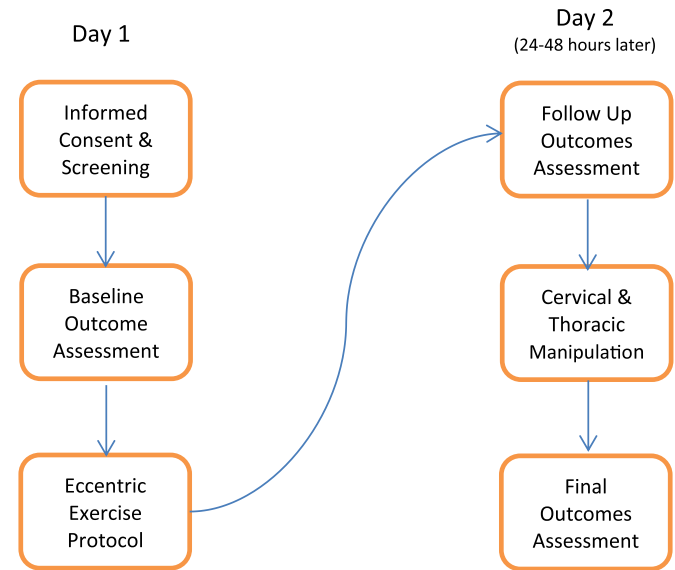 Day 1
Informed
Consent &
Screening
Baseline
Outcome
Assessment
Eccentric
Exercise
Protocol
Day 2
(24-48 hours later)
Follow Up
Outcomes
Assessment
Cervical &
Thoracic
Manipulation
Final
Outcomes
Assessment